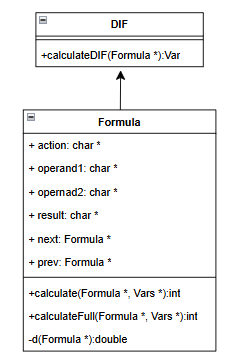 DIF
+calculateDIF(Formula *):Var
Formula
+ action: char *
+ operand1: char *
+ opernad2: char *
+ result: char *
+ next: Formula *
+ prev: Formula *
+calculate(Formula *, Vars *):int
+calculateFull(Formula *, Vars *):int
-d(Formula *):double